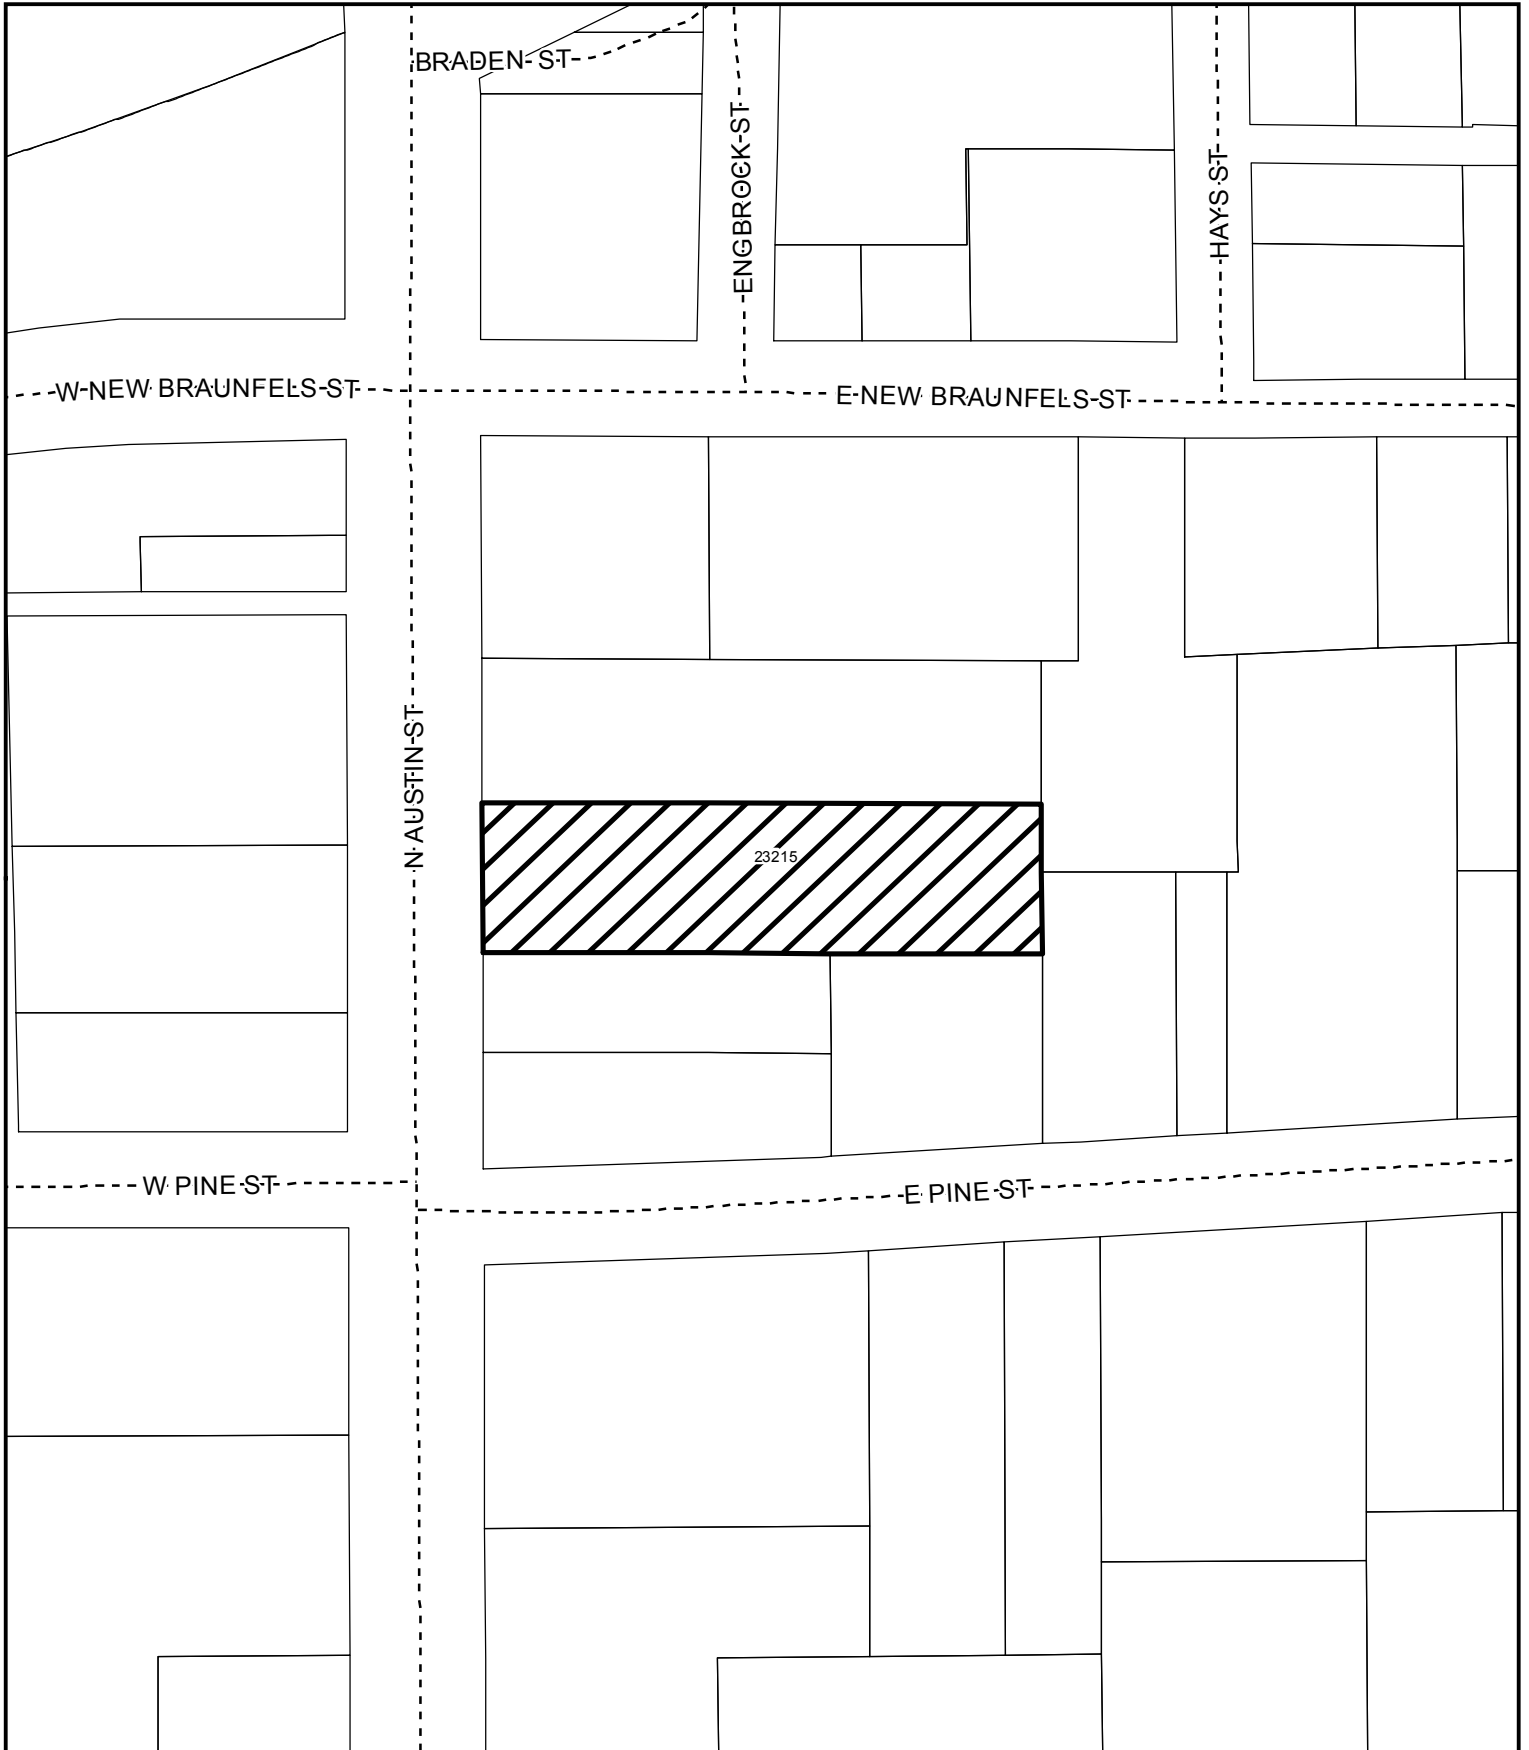 BRADEN ST
ENGBROCK ST
HAYS ST
W NEW BRAUNFELS ST
E NEW BRAUNFELS ST
N AUSTIN ST
23215
W PINE ST
E PINE ST